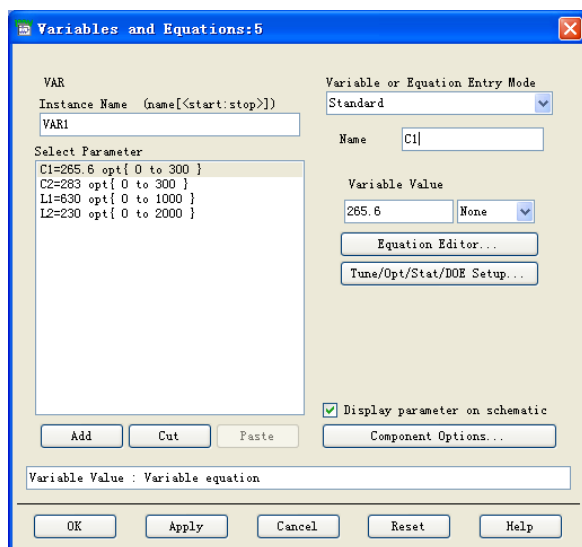 Variables and Equations:5
VAR
Instance Name (name[<start:stop>])
VAR1
Select Parameter
C1=265.6 opt{ 0 to 300 }
C2=283 opt{ 0 to 300 }
L1=630 opt{ 0 to 1000 }
L2=230 opt{ 0 to 2000 }
Add
Cut
Paste
Variable or Equation Entry Mode
Standard
Name
C1
Variable Value
265.6
None
Equation Editor...
Tune/Opt/Stat/DOE Setup...
Display parameter on schematic
Component Options...
Variable Value : Variable equation
OK
Apply
Cancel
Reset
Help